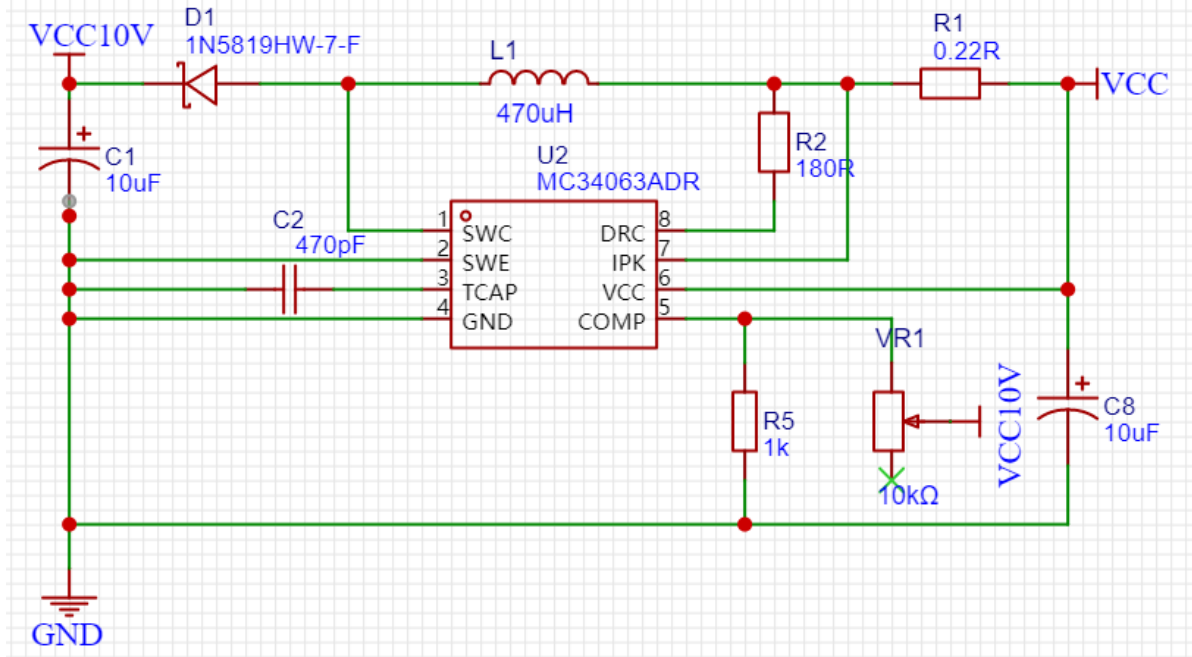 D1
VCC10V
1N5819HW-7-F
L1
470uH
R1
0.22R
VCC
C1
10uF
R2
180R
U2
MC34063ADR
C2
470pF
1
SWC
DRC
8
2
SWE
IPK
7
3
TCAP
VCC
6
4
GND
COMP
5
VR1
R5
1k
10kΩ
VCC10V
C8
10uF
GND